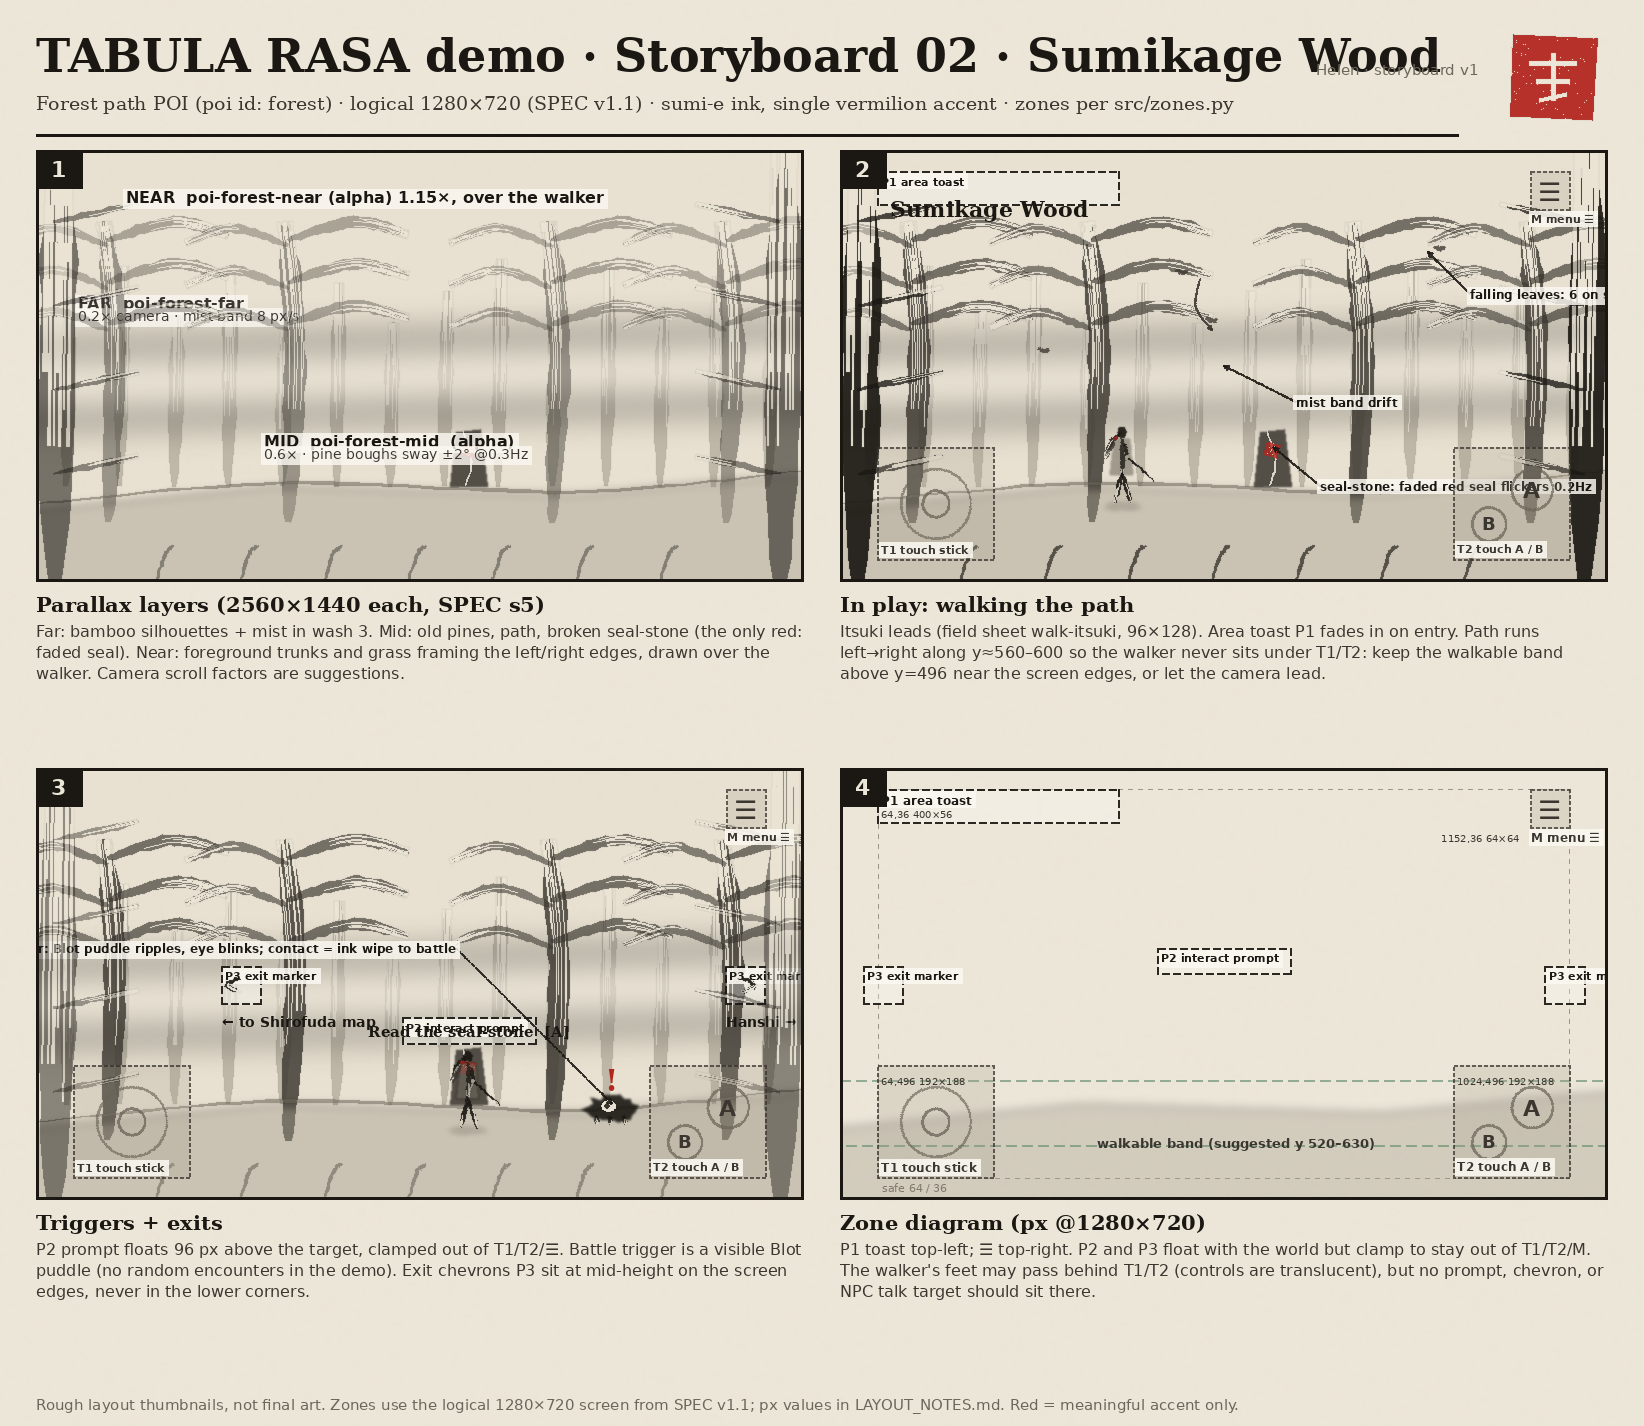 TABULA RASA demo · Storyboard 02 · Sumikage Wood
Helen · storyboard v1
Forest path POI (poi id: forest) · logical 1280×720 (SPEC v1.1) · sumi-e ink, single vermilion accent · zones per src/zones.py
1
NEAR poi-forest-near (alpha) 1.15×, over the walker
FAR poi-forest-far
0.2× camera · mist band 8 px/s
MID poi-forest-mid (alpha)
0.6× · pine boughs sway ±2° @0.3Hz
Parallax layers (2560×1440 each, SPEC s5)
Far: bamboo silhouettes + mist in wash 3. Mid: old pines, path, broken seal-stone (the only red:
faded seal). Near: foreground trunks and grass framing the left/right edges, drawn over the
walker. Camera scroll factors are suggestions.
2
P1 area toast
Sumikage Wood
☰
M menu ☰
falling leaves: 6 on s
mist band drift
seal-stone: faded red seal flickers 0.2Hz
A
B
T1 touch stick
T2 touch A / B
In play: walking the path
Itsuki leads (field sheet walk-itsuki, 96×128). Area toast P1 fades in on entry. Path runs
left→right along y≈560–600 so the walker never sits under T1/T2: keep the walkable band
above y=496 near the screen edges, or let the camera lead.
3
☰
M menu ☰
r: Blot puddle ripples, eye blinks; contact = ink wipe to battle
P3 exit marker
P3 exit mar
← to Shirofuda map
Hanshi →
P2 interact prompt
Read the seal-stone [A]
!
A
B
T1 touch stick
T2 touch A / B
Triggers + exits
P2 prompt floats 96 px above the target, clamped out of T1/T2/☰. Battle trigger is a visible Blot
puddle (no random encounters in the demo). Exit chevrons P3 sit at mid-height on the screen
edges, never in the lower corners.
4
P1 area toast
64,36 400×56
☰
1152,36 64×64
M menu ☰
P2 interact prompt
P3 exit marker
P3 exit m
64,496 192×188
1024,496 192×188
A
B
walkable band (suggested y 520–630)
T1 touch stick
T2 touch A / B
safe 64 / 36
Zone diagram (px @1280×720)
P1 toast top-left; ☰ top-right. P2 and P3 float with the world but clamp to stay out of T1/T2/M.
The walker's feet may pass behind T1/T2 (controls are translucent), but no prompt, chevron, or
NPC talk target should sit there.
Rough layout thumbnails, not final art. Zones use the logical 1280×720 screen from SPEC v1.1; px values in LAYOUT_NOTES.md. Red = meaningful accent only.